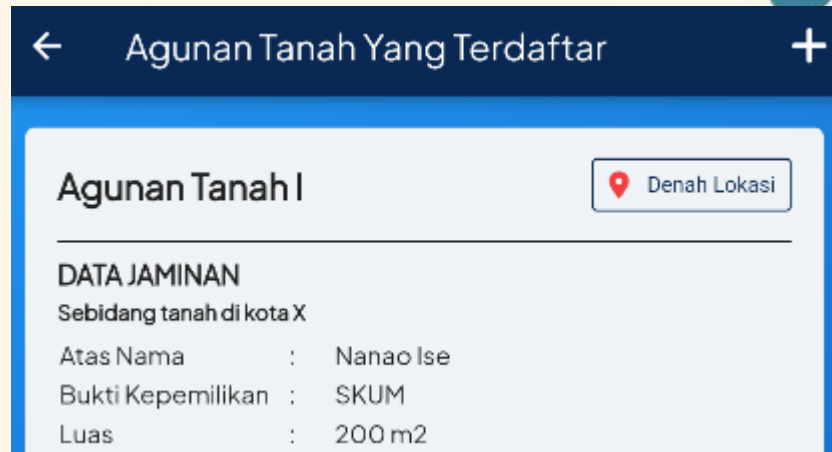 Agunan Tanah Yang Terdaftar
Agunan Tanah I
Denah Lokasi
DATA JAMINAN
Sebidang tanah di kota X
Atas Nama : Nanao Ise
Bukti Kepemilikan : SKUM
Luas : 200 m2